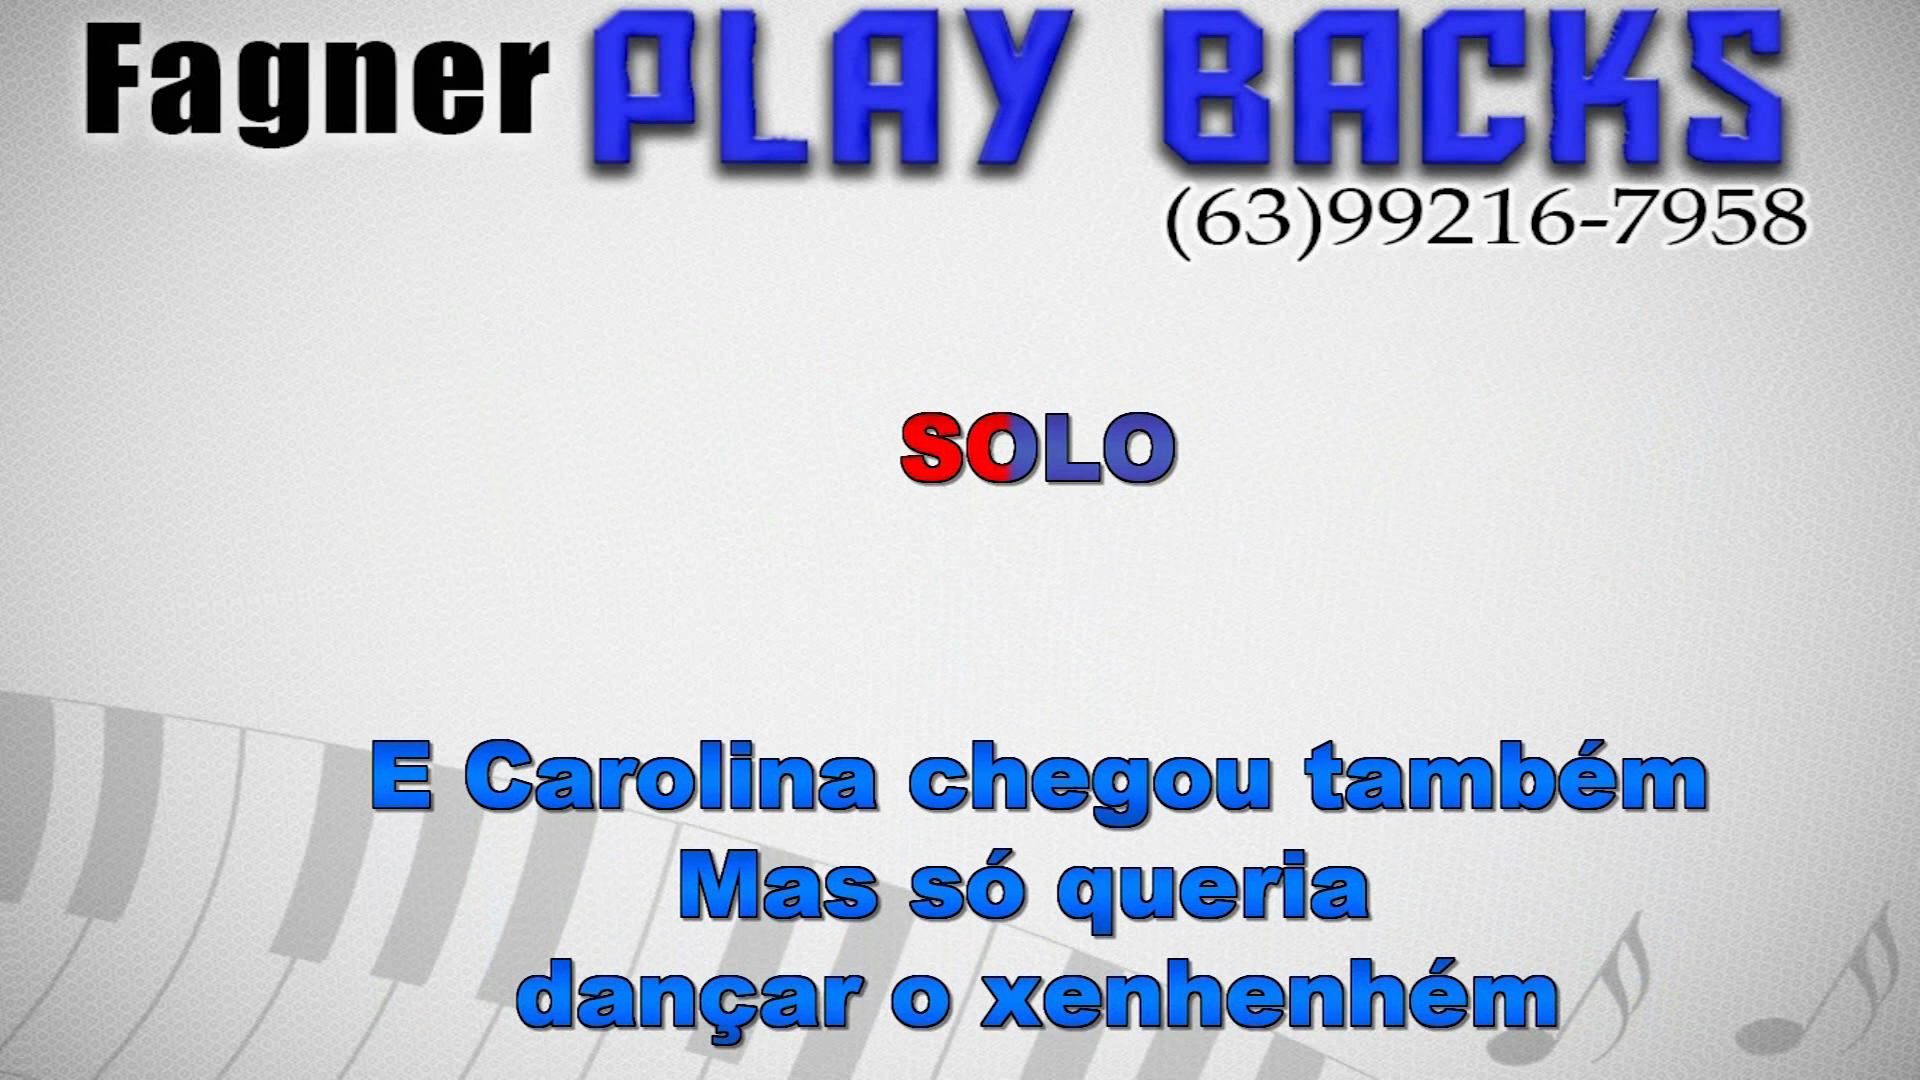 Fagner PLAY BACKS
(63)99216-7958
SOLO
E Carolina chegou também
Mas só queria
dançar o xenhenhém